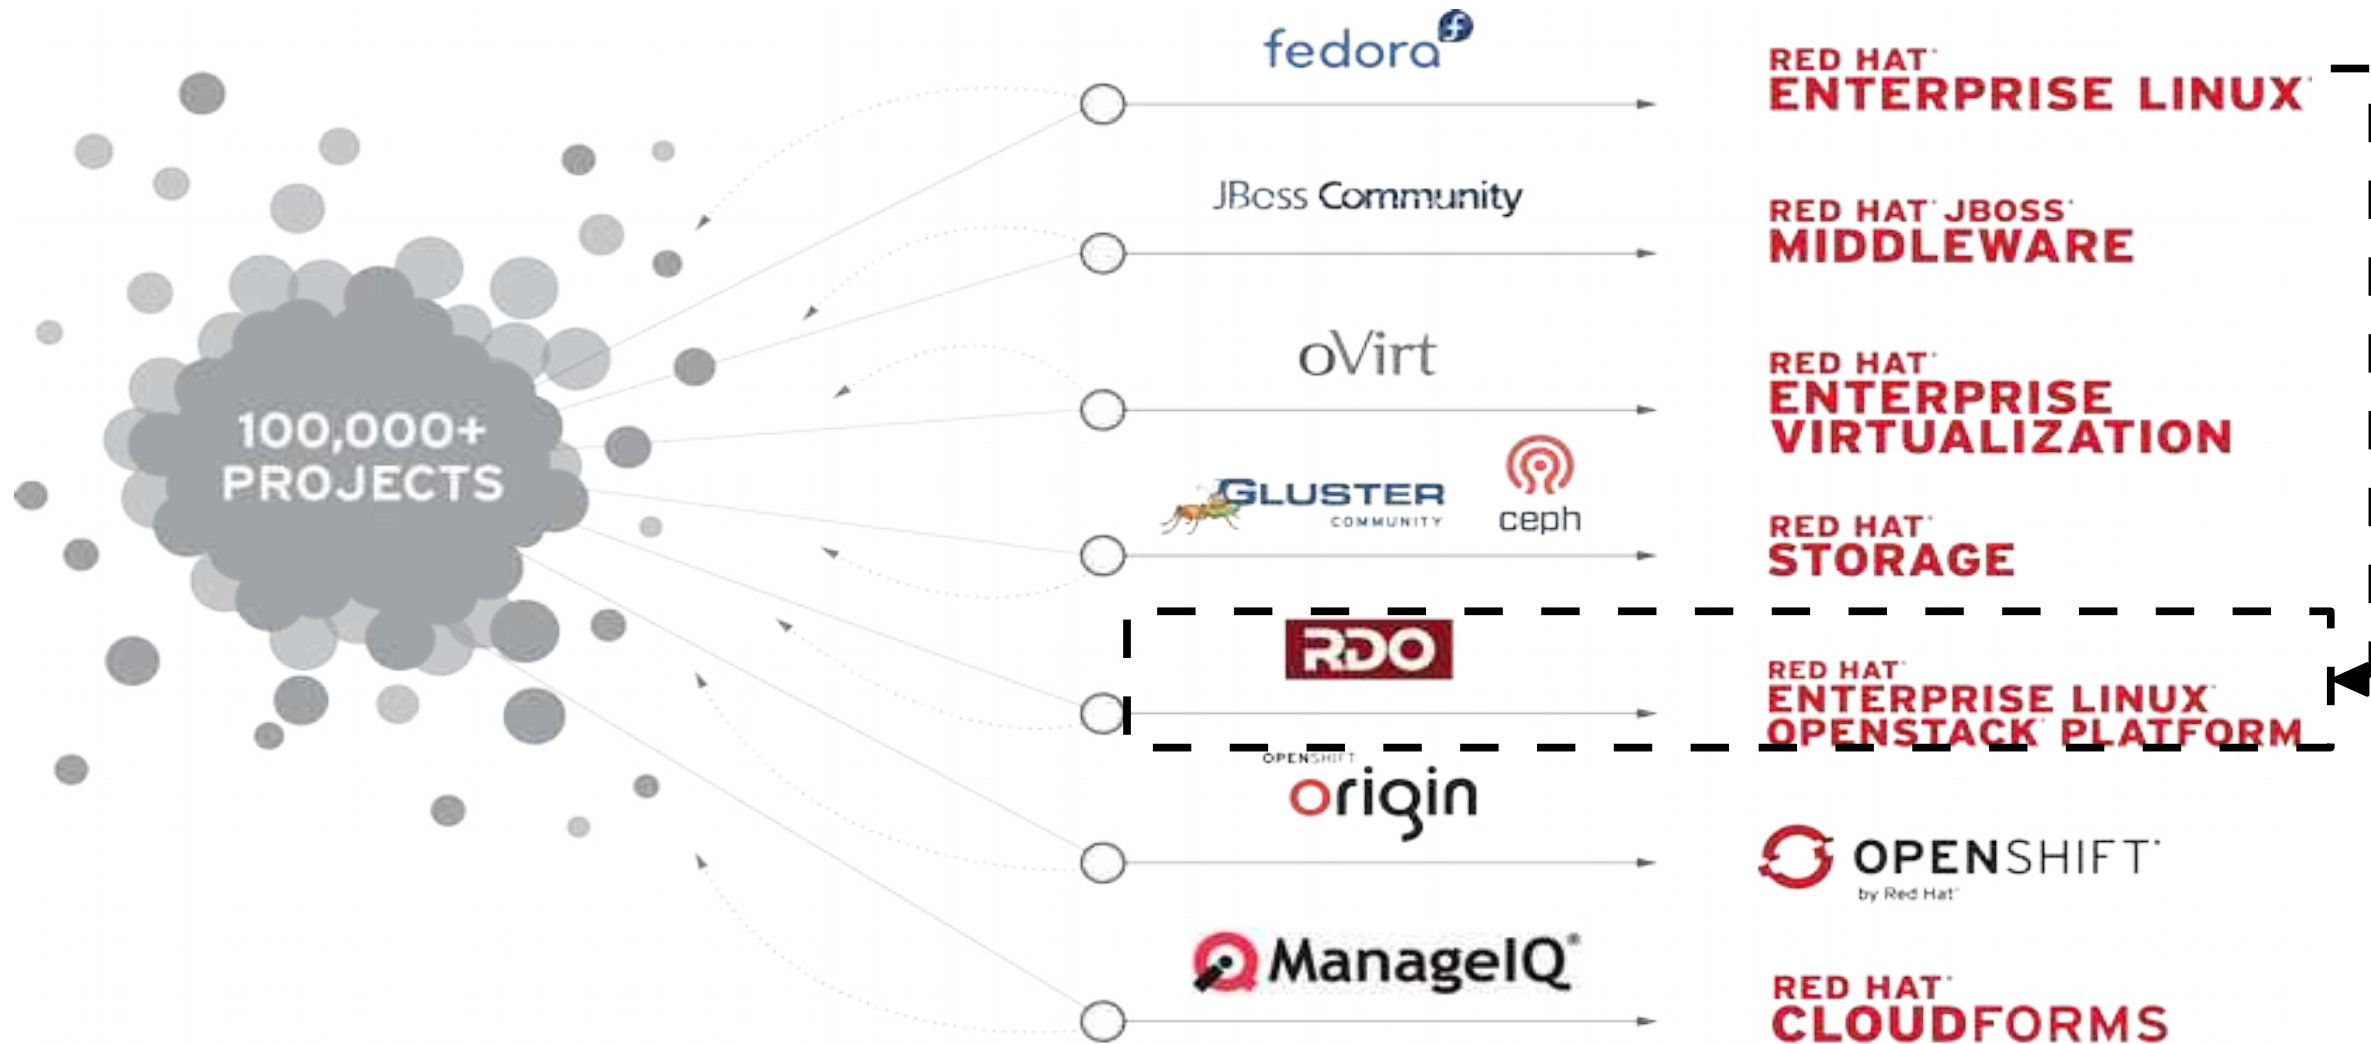 fedora
RED HAT
ENTERPRISE LINUX
JBoss Community
RED HAT JBOSS
MIDDLEWARE
oVirt
RED HAT
ENTERPRISE
VIRTUALIZATION
100,000+
PROJECTS
GLUSTER
COMMUNITY
ceph
RED HAT
STORAGE
RDO
RED HAT
ENTERPRISE LINUX
OPENSTACK PLATFORM
OPENSHIFT
origin
OPENSHIFT
by Red Hat
ManageIQ®
RED HAT
CLOUDFORMS